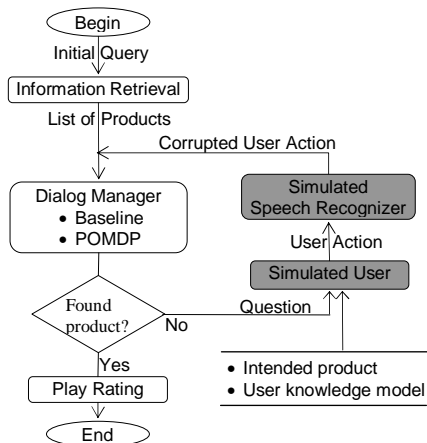 Begin
Initial Query
Information Retrieval
List of Products
Corrupted User Action
Dialog Manager
• Baseline
• POMDP
Simulated
Speech Recognizer
User Action
Simulated User
Found
product?
No
Question
Yes
• Intended product
• User knowledge model
Play Rating
End